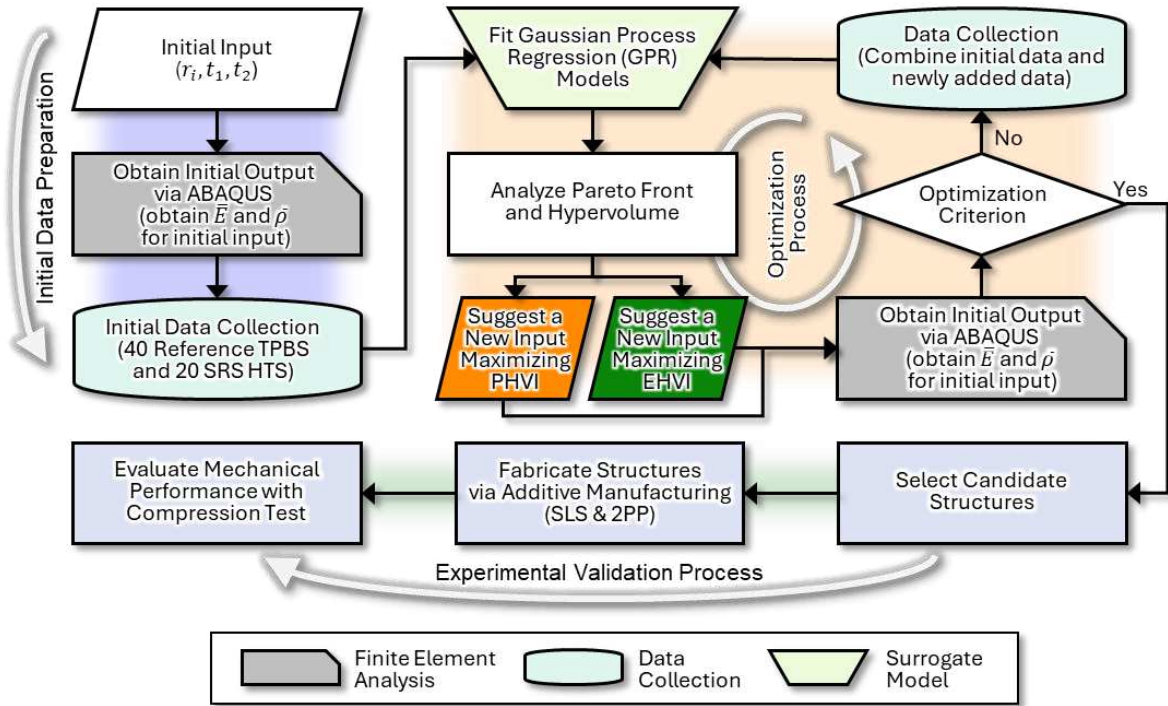 Initial Data Preparation
Initial Input
(rᵢ, t₁, t₂)
Obtain Initial Output
via ABAQUS
(obtain Ē and ρ̄
for initial input)
Initial Data Collection
(40 Reference TPBS
and 20 SRS HTS)
Fit Gaussian Process
Regression (GPR)
Models
Analyze Pareto Front
and Hypervolume
Suggest a
New Input
Maximizing
PHVI
Suggest a
New Input
Maximizing
EHVI
Optimization
Process
Data Collection
(Combine initial data and
newly added data)
No
Yes
Optimization
Criterion
Obtain Initial Output
via ABAQUS
(obtain Ē and ρ̄
for initial input)
Evaluate Mechanical
Performance with
Compression Test
Fabricate Structures
via Additive Manufacturing
(SLS & 2PP)
Select Candidate
Structures
Experimental Validation Process
Finite Element
Analysis
Data
Collection
Surrogate
Model